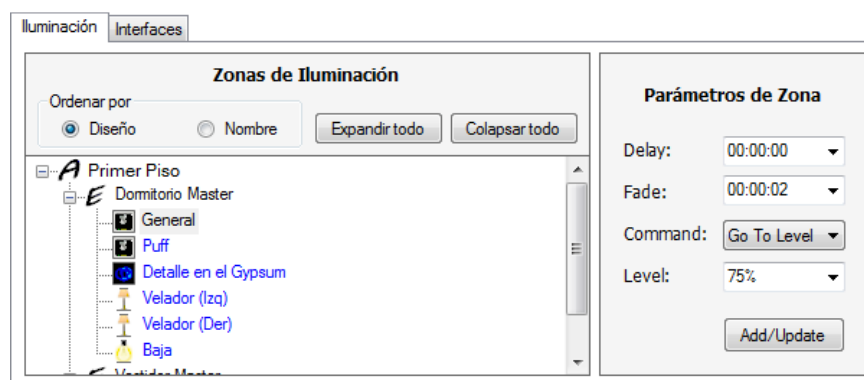 Iluminación
Interfaces
Zonas de Iluminación
Ordenar por
Diseño
Nombre
Expandir todo
Colapsar todo
A Primer Piso
E Dormitorio Master
General
Puff
Detalle en el Gypsum
Velador (Izq)
Velador (Der)
Baja
E Vestidor Master
Parámetros de Zona
Delay: 00:00:00
Fade: 00:00:02
Command: Go To Level
Level: 75%
Add/Update